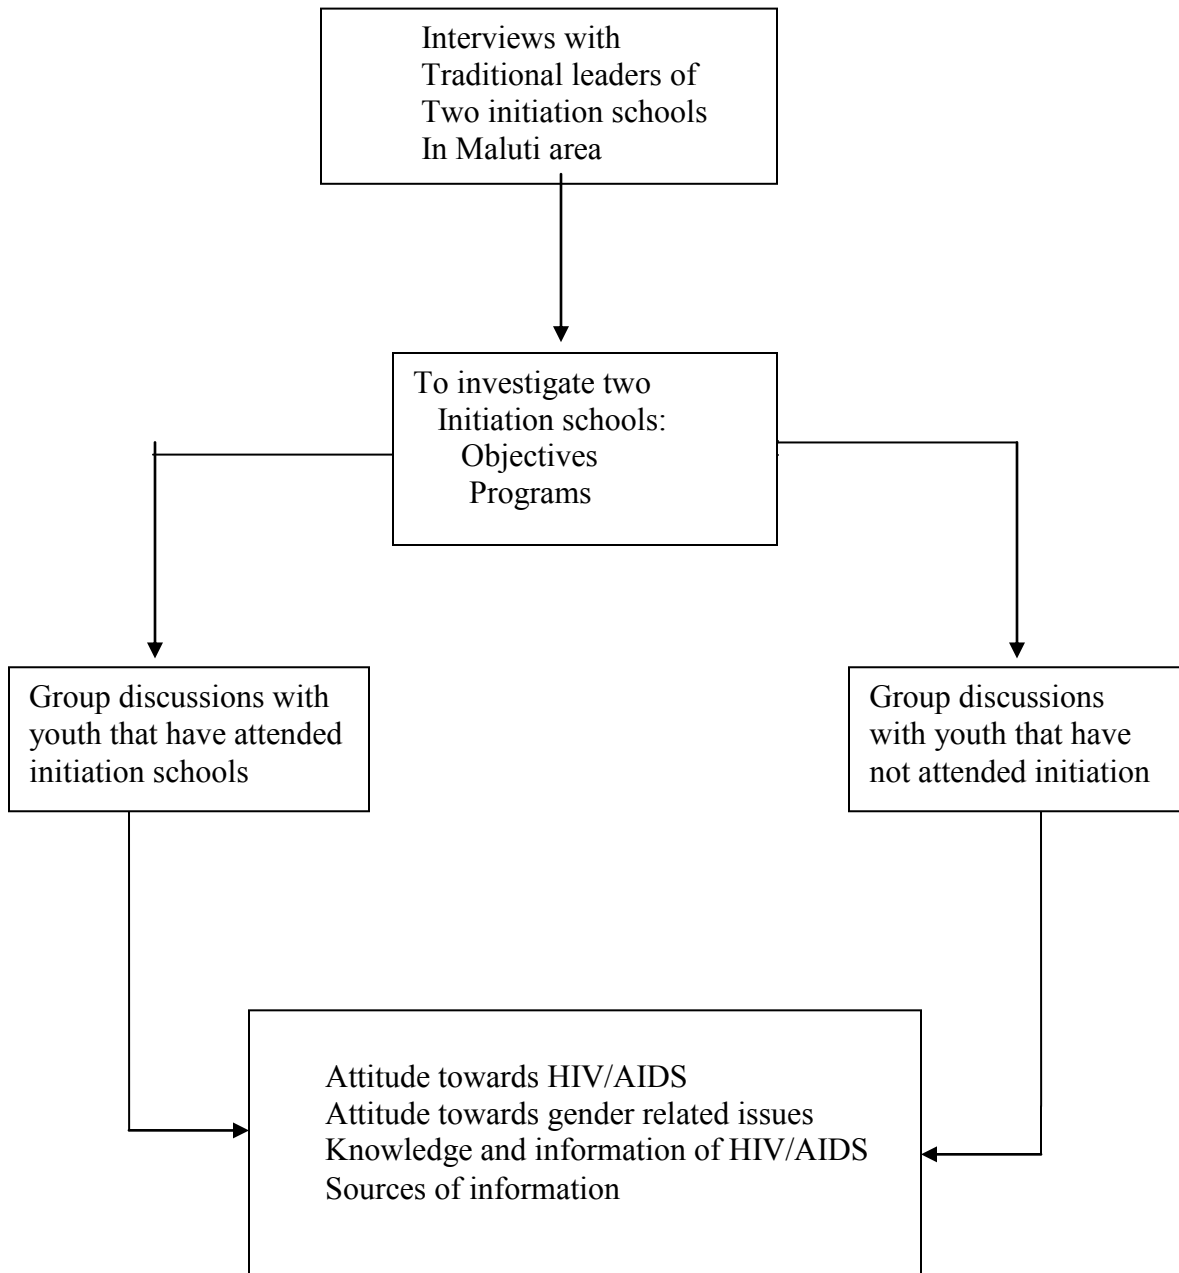 Interviews with
Traditional leaders of
Two initiation schools
In Maluti area
To investigate two
Initiation schools:
Objectives
Programs
Group discussions with
youth that have attended
initiation schools
Group discussions
with youth that have
not attended initiation
Attitude towards HIV/AIDS
Attitude towards gender related issues
Knowledge and information of HIV/AIDS
Sources of information